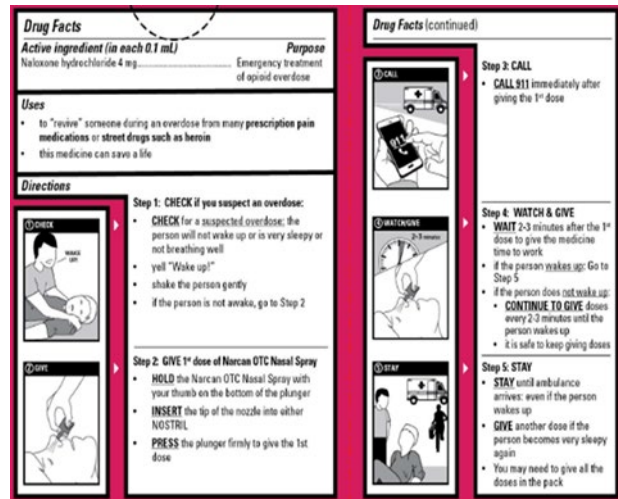 Drug Facts
Active ingredient (in each 0.1 mL) Purpose
Naloxone hydrochloride 4 mg..............................Emergency treatment
of opioid overdose
Uses
• to "revive" someone during an overdose from many prescription pain
medications or street drugs such as heroin
• this medicine can save a life
Directions
① CHECK
WAKE
UP!
Step 1: CHECK if you suspect an overdose:
• CHECK for a suspected overdose; the
person will not wake up or is very sleepy or
not breathing well
• yell "Wake up!"
• shake the person gently
• if the person is not awake, go to Step 2
② GIVE
Step 2: GIVE 1st dose of Narcan OTC Nasal Spray
• HOLD the Narcan OTC Nasal Spray with
your thumb on the bottom of the plunger
• INSERT the tip of the nozzle into either
NOSTRIL
• PRESS the plunger firmly to give the 1st
dose
Drug Facts (continued)
③ CALL
911
Step 3: CALL
• CALL 911 immediately after
giving the 1st dose
④ WATCH/GIVE
2-3 minutes
Step 4: WATCH & GIVE
• WAIT 2-3 minutes after the 1st
dose to give the medicine
time to work
• if the person wakes up: Go to
Step 5
• if the person does not wake up:
• CONTINUE TO GIVE doses
every 2-3 minutes until the
person wakes up
• it is safe to keep giving doses
⑤ STAY
Step 5: STAY
• STAY until ambulance
arrives: even if the person
wakes up
• GIVE another dose if the
person becomes very sleepy
again
• You may need to give all the
doses in the pack